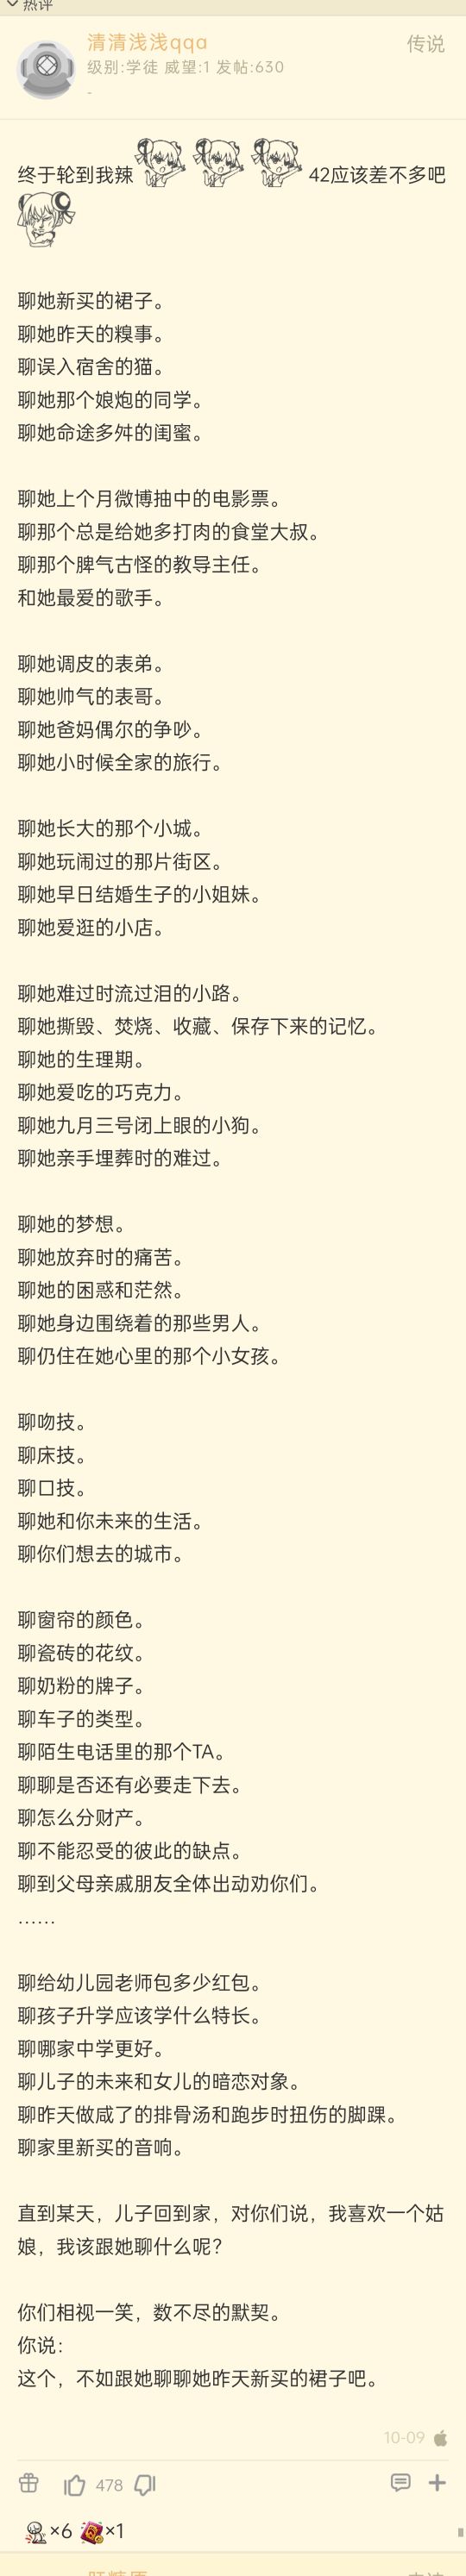 热评
清清浅浅qqa
传说
级别:学徒 威望:1 发帖:630
-
终于轮到我辣 42应该差不多吧
聊她新买的裙子。
聊她昨天的糗事。
聊误入宿舍的猫。
聊她那个娘炮的同学。
聊她命途多舛的闺蜜。
聊她上个月微博抽中的电影票。
聊那个总是给她多打肉的食堂大叔。
聊那个脾气古怪的教导主任。
和她最爱的歌手。
聊她调皮的表弟。
聊她帅气的表哥。
聊她爸妈偶尔的争吵。
聊她小时候全家的旅行。
聊她长大的那个小城。
聊她玩闹过的那片街区。
聊她早日结婚生子的小姐妹。
聊她爱逛的小店。
聊她难过时流过泪的小路。
聊她撕毁、焚烧、收藏、保存下来的记忆。
聊她的生理期。
聊她爱吃的巧克力。
聊她九月三号闭上眼的小狗。
聊她亲手埋葬时的难过。
聊她的梦想。
聊她放弃时的痛苦。
聊她的困惑和茫然。
聊她身边围绕着的那些男人。
聊仍住在她心里的那个小女孩。
聊吻技。
聊床技。
聊口技。
聊她和你未来的生活。
聊你们想去的城市。
聊窗帘的颜色。
聊瓷砖的花纹。
聊奶粉的牌子。
聊车子的类型。
聊陌生电话里的那个TA。
聊聊是否还有必要走下去。
聊怎么分财产。
聊不能忍受的彼此的缺点。
聊到父母亲戚朋友全体出动劝你们。
……
聊给幼儿园老师包多少红包。
聊孩子升学应该学什么特长。
聊哪家中学更好。
聊儿子的未来和女儿的暗恋对象。
聊昨天做咸了的排骨汤和跑步时扭伤的脚踝。
聊家里新买的音响。
直到某天，儿子回到家，对你们说，我喜欢一个姑
娘，我该跟她聊什么呢？
你们相视一笑，数不尽的默契。
你说：
这个，不如跟她聊聊她昨天新买的裙子吧。
10-09
478
×6 ×1